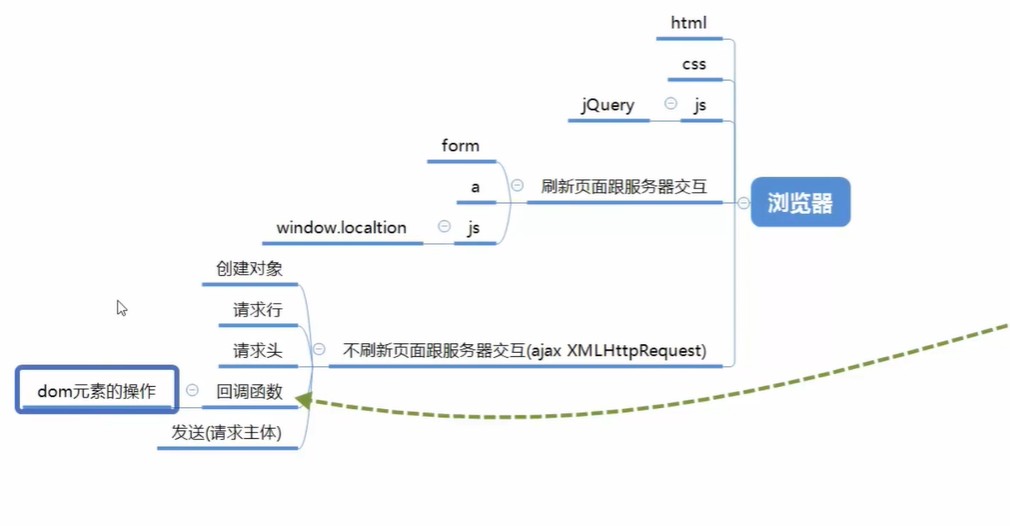 html
css
jQuery
js
form
a
刷新页面跟服务器交互
浏览器
window.localtion
js
创建对象
请求行
请求头
不刷新页面跟服务器交互(ajax XMLHttpRequest)
dom元素的操作
回调函数
发送(请求主体)